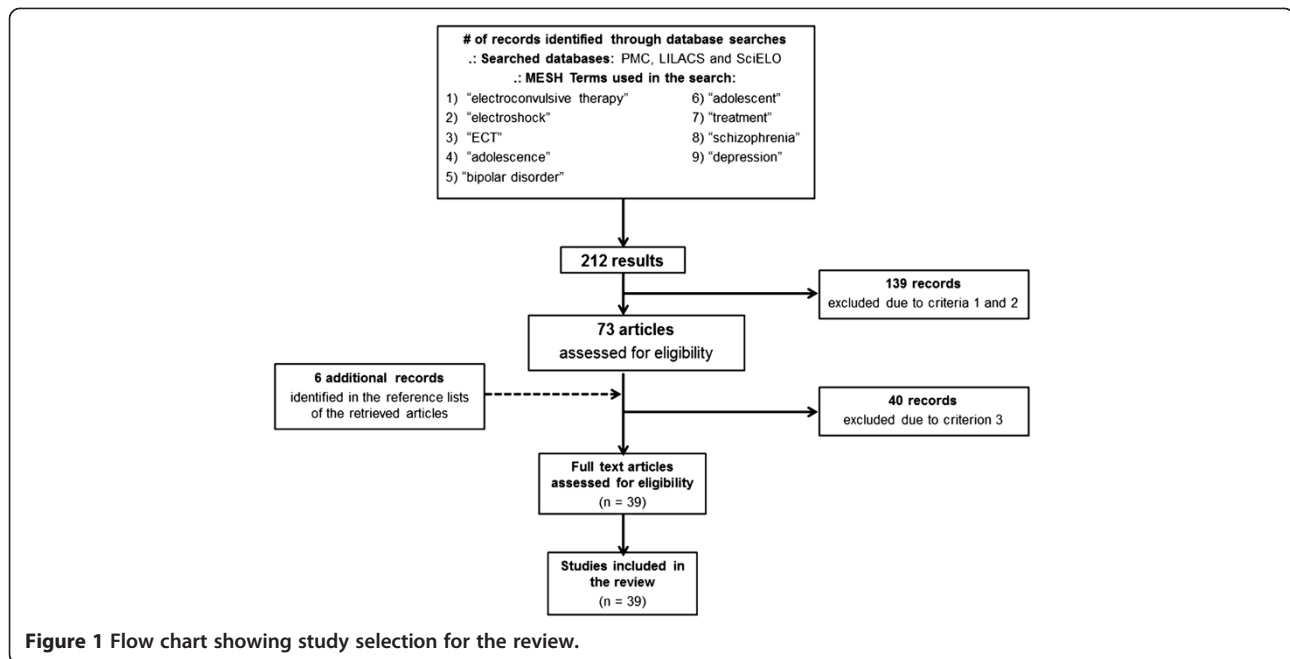 # of records identified through database searches
.: Searched databases: PMC, LILACS and SciELO
.: MESH Terms used in the search:
1) “electroconvulsive therapy”
2) “electroshock”
3) “ECT”
4) “adolescence”
5) “bipolar disorder”
6) “adolescent”
7) “treatment”
8) “schizophrenia”
9) “depression”
212 results
139 records
excluded due to criteria 1 and 2
73 articles
assessed for eligibility
6 additional records
identified in the reference lists
of the retrieved articles
40 records
excluded due to criterion 3
Full text articles
assessed for eligibility
(n = 39)
Studies included in
the review
(n = 39)
Figure 1 Flow chart showing study selection for the review.